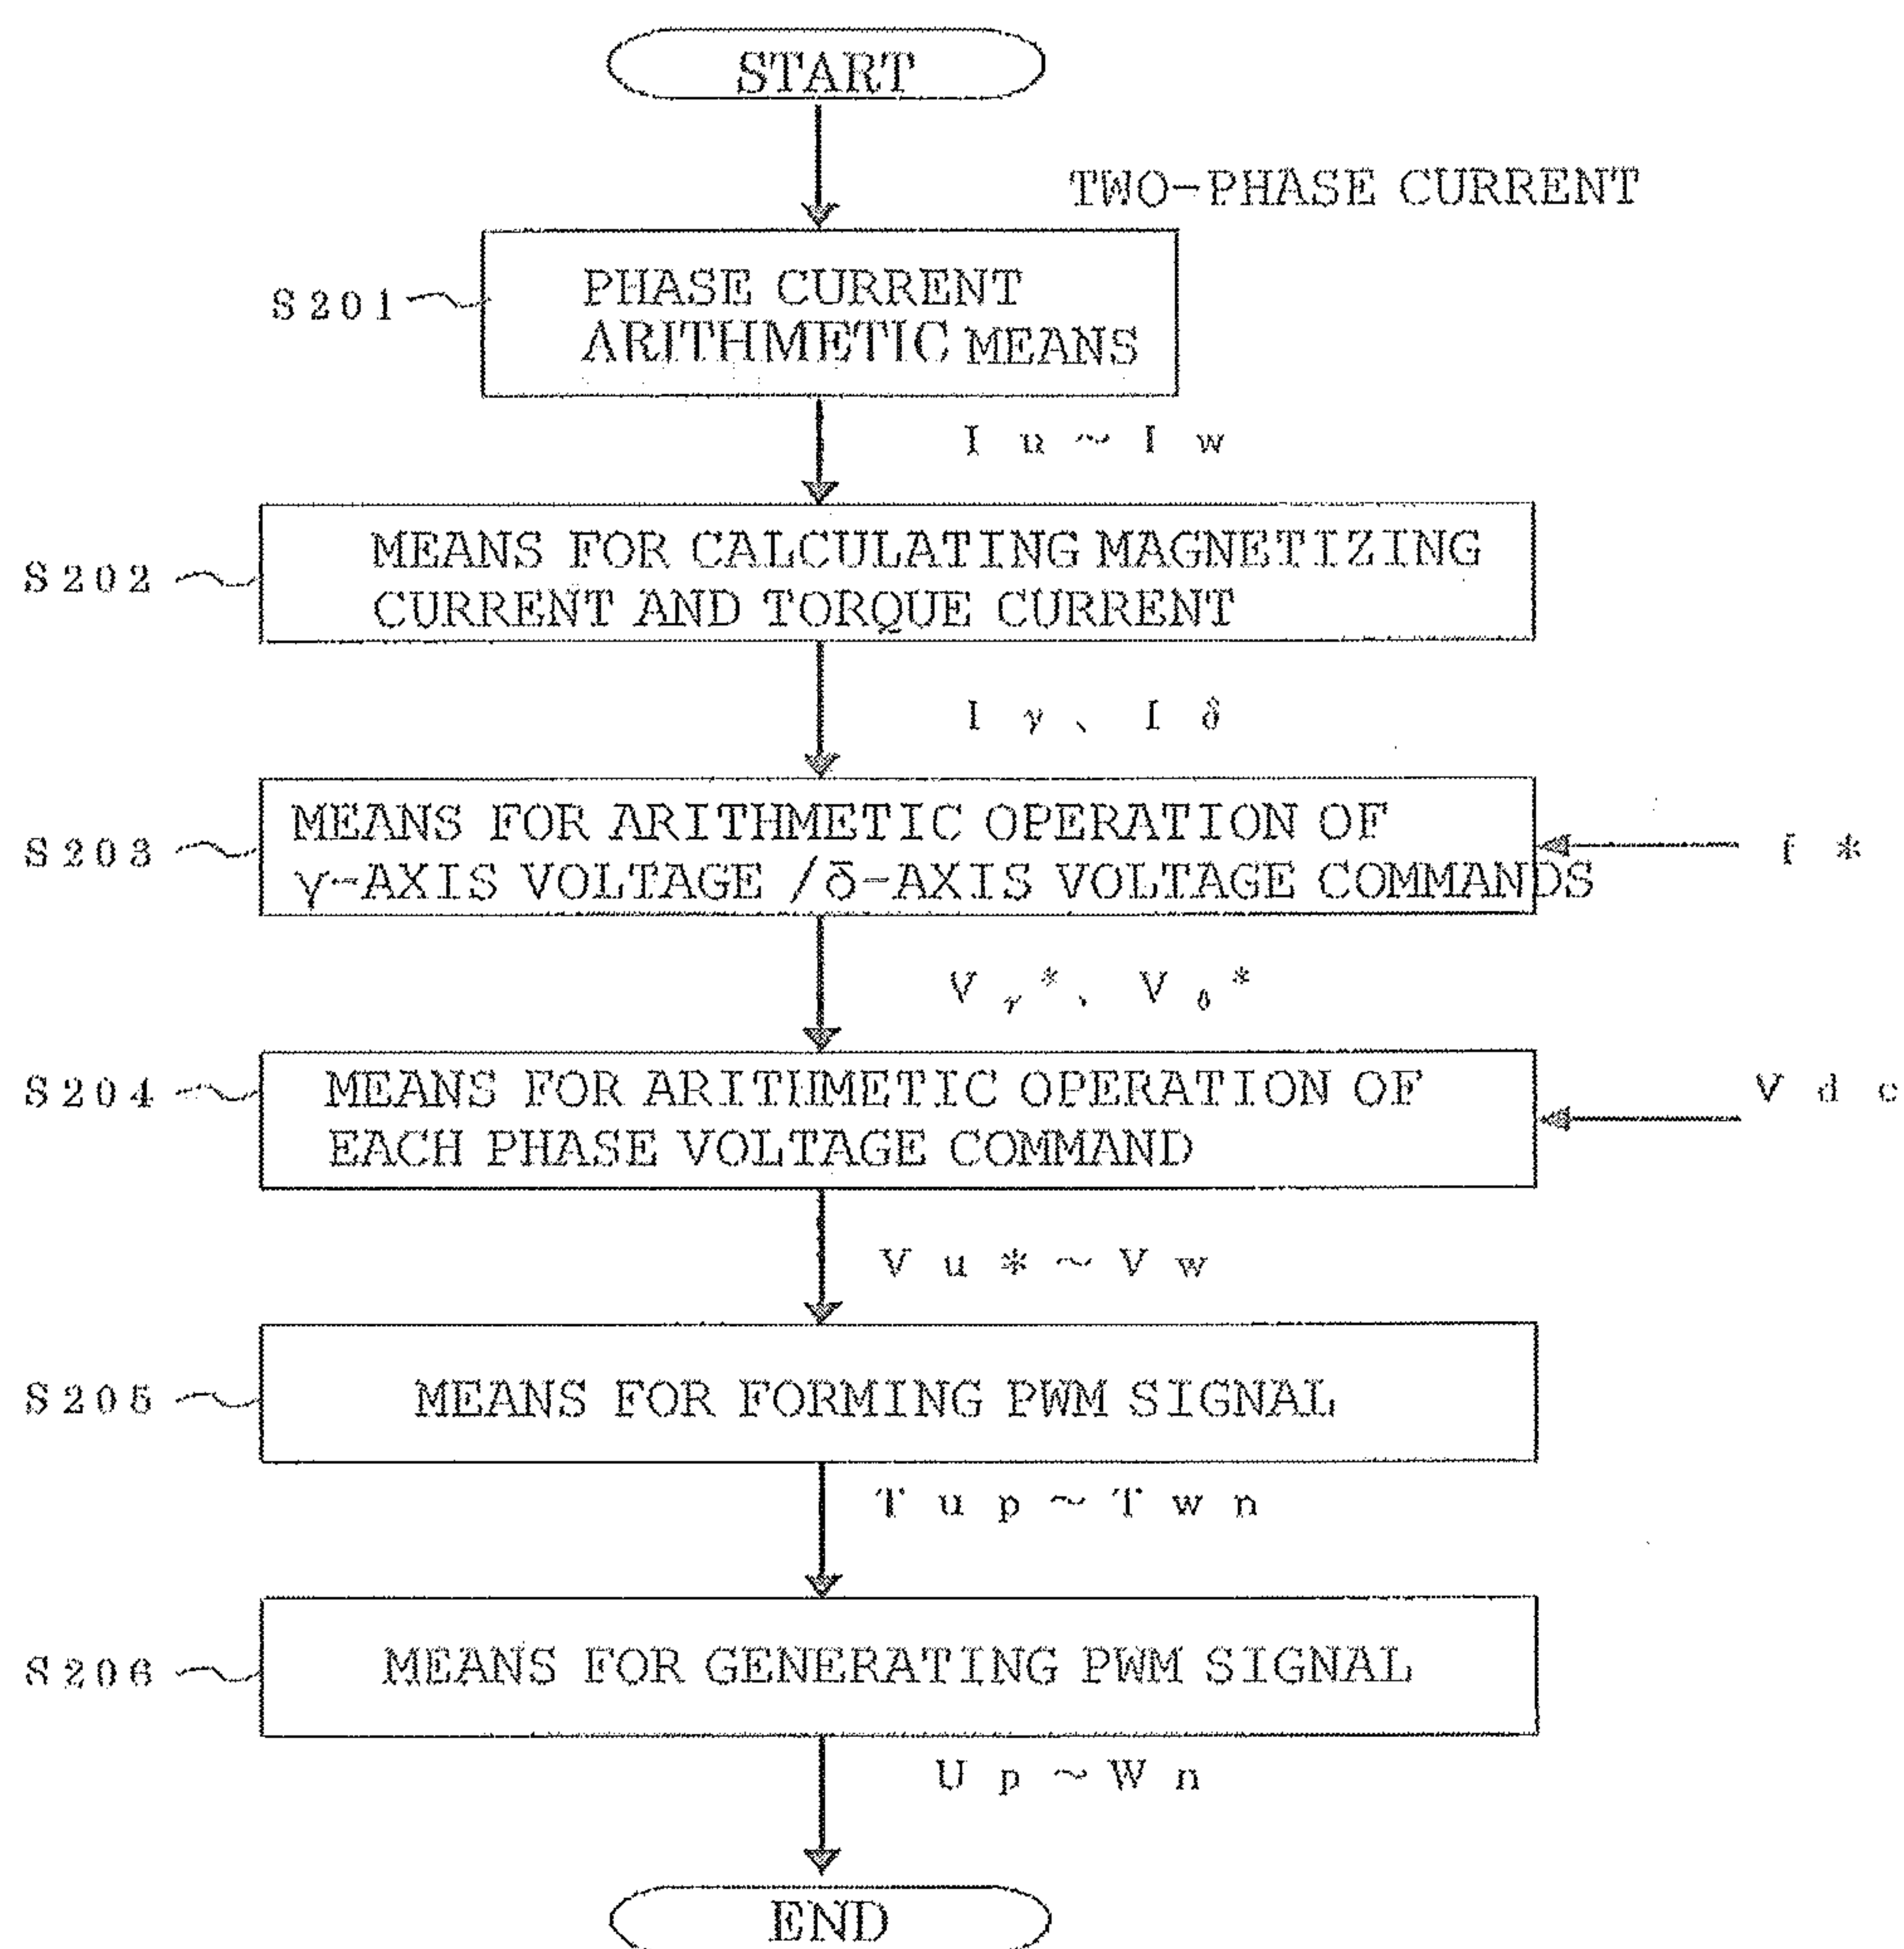 START
TWO-PHASE CURRENT
S201
PHASE CURRENT
ARITHMETIC MEANS
I u ~ I w
S202
MEANS FOR CALCULATING MAGNETIZING
CURRENT AND TORQUE CURRENT
I γ 、 I δ
S203
MEANS FOR ARITHMETIC OPERATION OF
γ-AXIS VOLTAGE /δ-AXIS VOLTAGE COMMANDS
f *
V γ * 、 V δ *
S204
MEANS FOR ARITHMETIC OPERATION OF
EACH PHASE VOLTAGE COMMAND
V d c
V u * ~ V w
S205
MEANS FOR FORMING PWM SIGNAL
T u p ~ T w n
S206
MEANS FOR GENERATING PWM SIGNAL
U p ~ W n
END